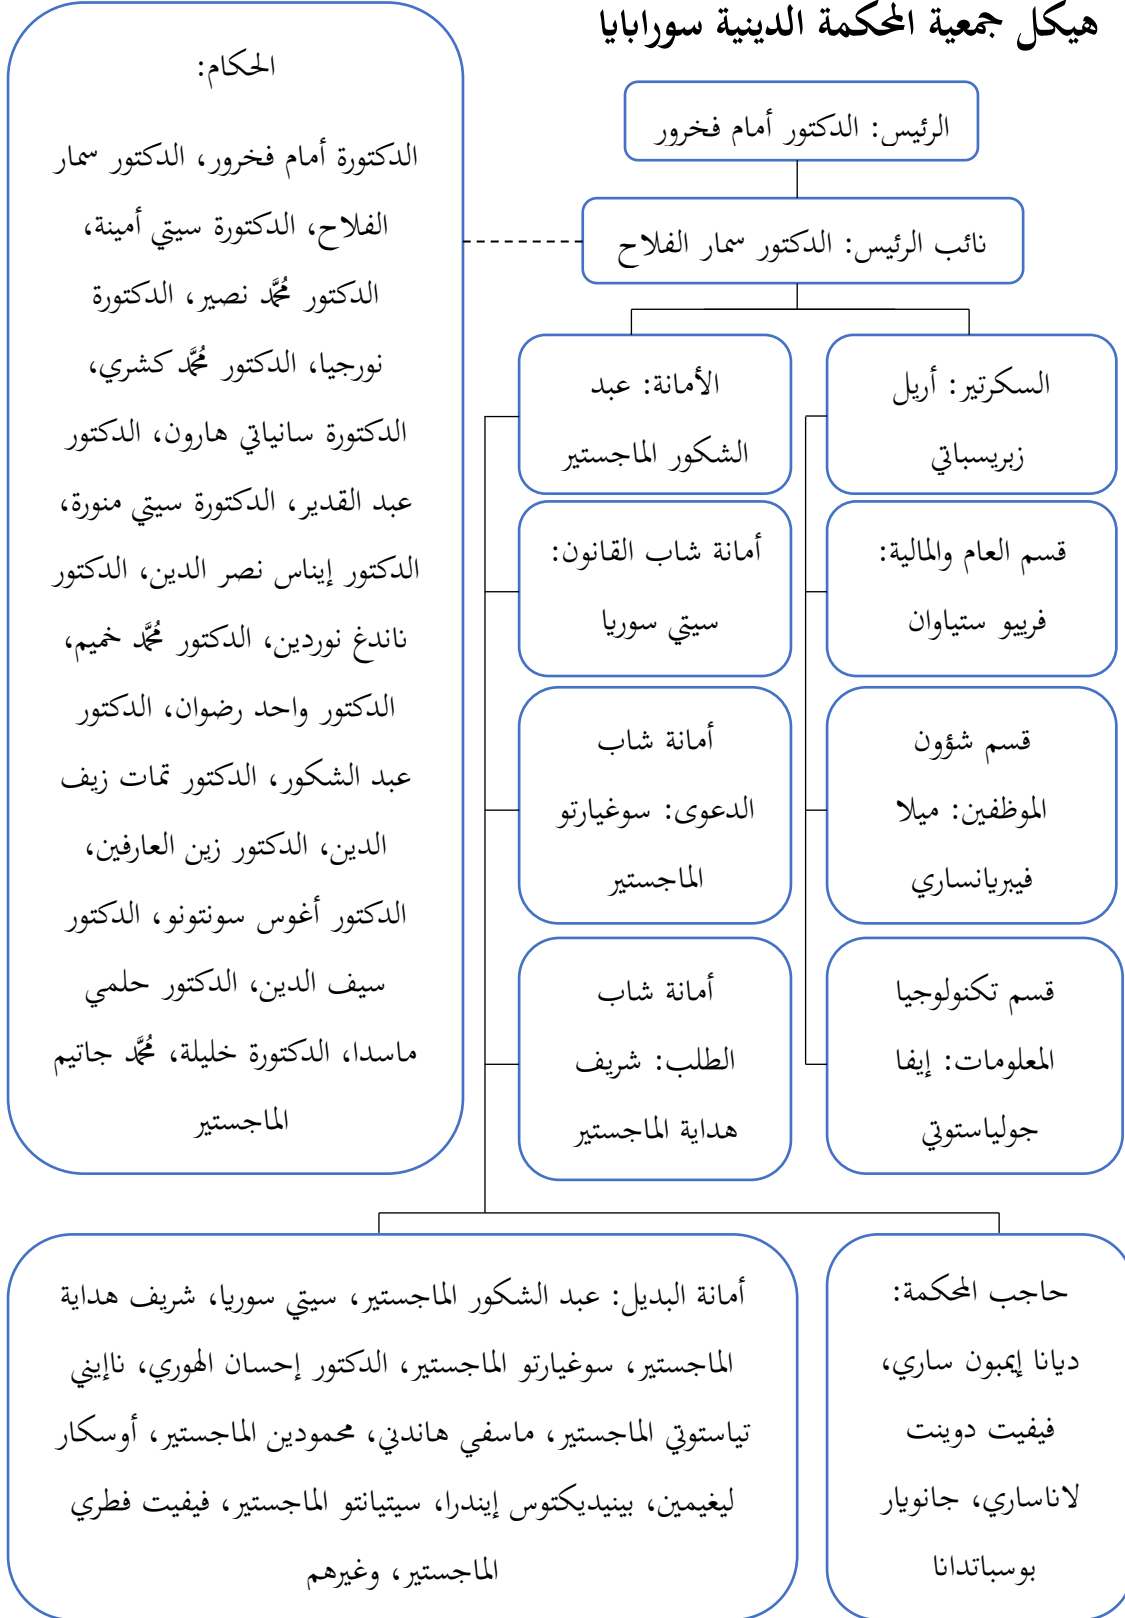 هيكل جمعية المحكمة الدينية سورابايا
الرئيس: الدكتور أمام فخرور
نائب الرئيس: الدكتور سمار الفلاح
الحكام:
الدكتورة أمام فخرور، الدكتور سمار
الفلاح، الدكتورة سيتي أمينة،
الدكتور محمَّد نصير، الدكتورة
نورجيا، الدكتور محمَّد كشري،
الدكتورة سانياتي هارون، الدكتور
عبد القدير، الدكتورة سيتي منورة،
الدكتور إيناس نصر الدين، الدكتور
ناندغ نوردين، الدكتور محمَّد خميم،
الدكتور واحد رضوان، الدكتور
عبد الشكور، الدكتور تمات زيف
الدين، الدكتور زين العارفين،
الدكتور أغوس سونتونو، الدكتور
سيف الدين، الدكتور حلمي
ماسدا، الدكتورة خليلة، محمَّد جاتيم
الماجستير
السكرتير: أريل
زبريسباتي
قسم العام والمالية:
فرييو ستياوان
قسم شؤون
الموظفين: ميلا
فيبريانساري
قسم تكنولوجيا
المعلومات: إيفا
جولياستوتي
الأمانة: عبد
الشكور الماجستير
أمانة شاب القانون:
سيتي سوريا
أمانة شاب
الدعوى: سوغيارتو
الماجستير
أمانة شاب
الطلب: شريف
هداية الماجستير
حاجب المحكمة:
ديانا إيمبون ساري،
فيفيت دوينت
لاناساري، جانويار
بوسباتدانا
أمانة البديل: عبد الشكور الماجستير، سيتي سوريا، شريف هداية
الماجستير، سوغيارتو الماجستير، الدكتور إحسان الهوري، ناإيني
تياستوتي الماجستير، ماسفي هاندني، محمودين الماجستير، أوسكار
ليغيمين، بينيديكتوس إيندرا، سيتيانتو الماجستير، فيفيت فطري
الماجستير، وغيرهم